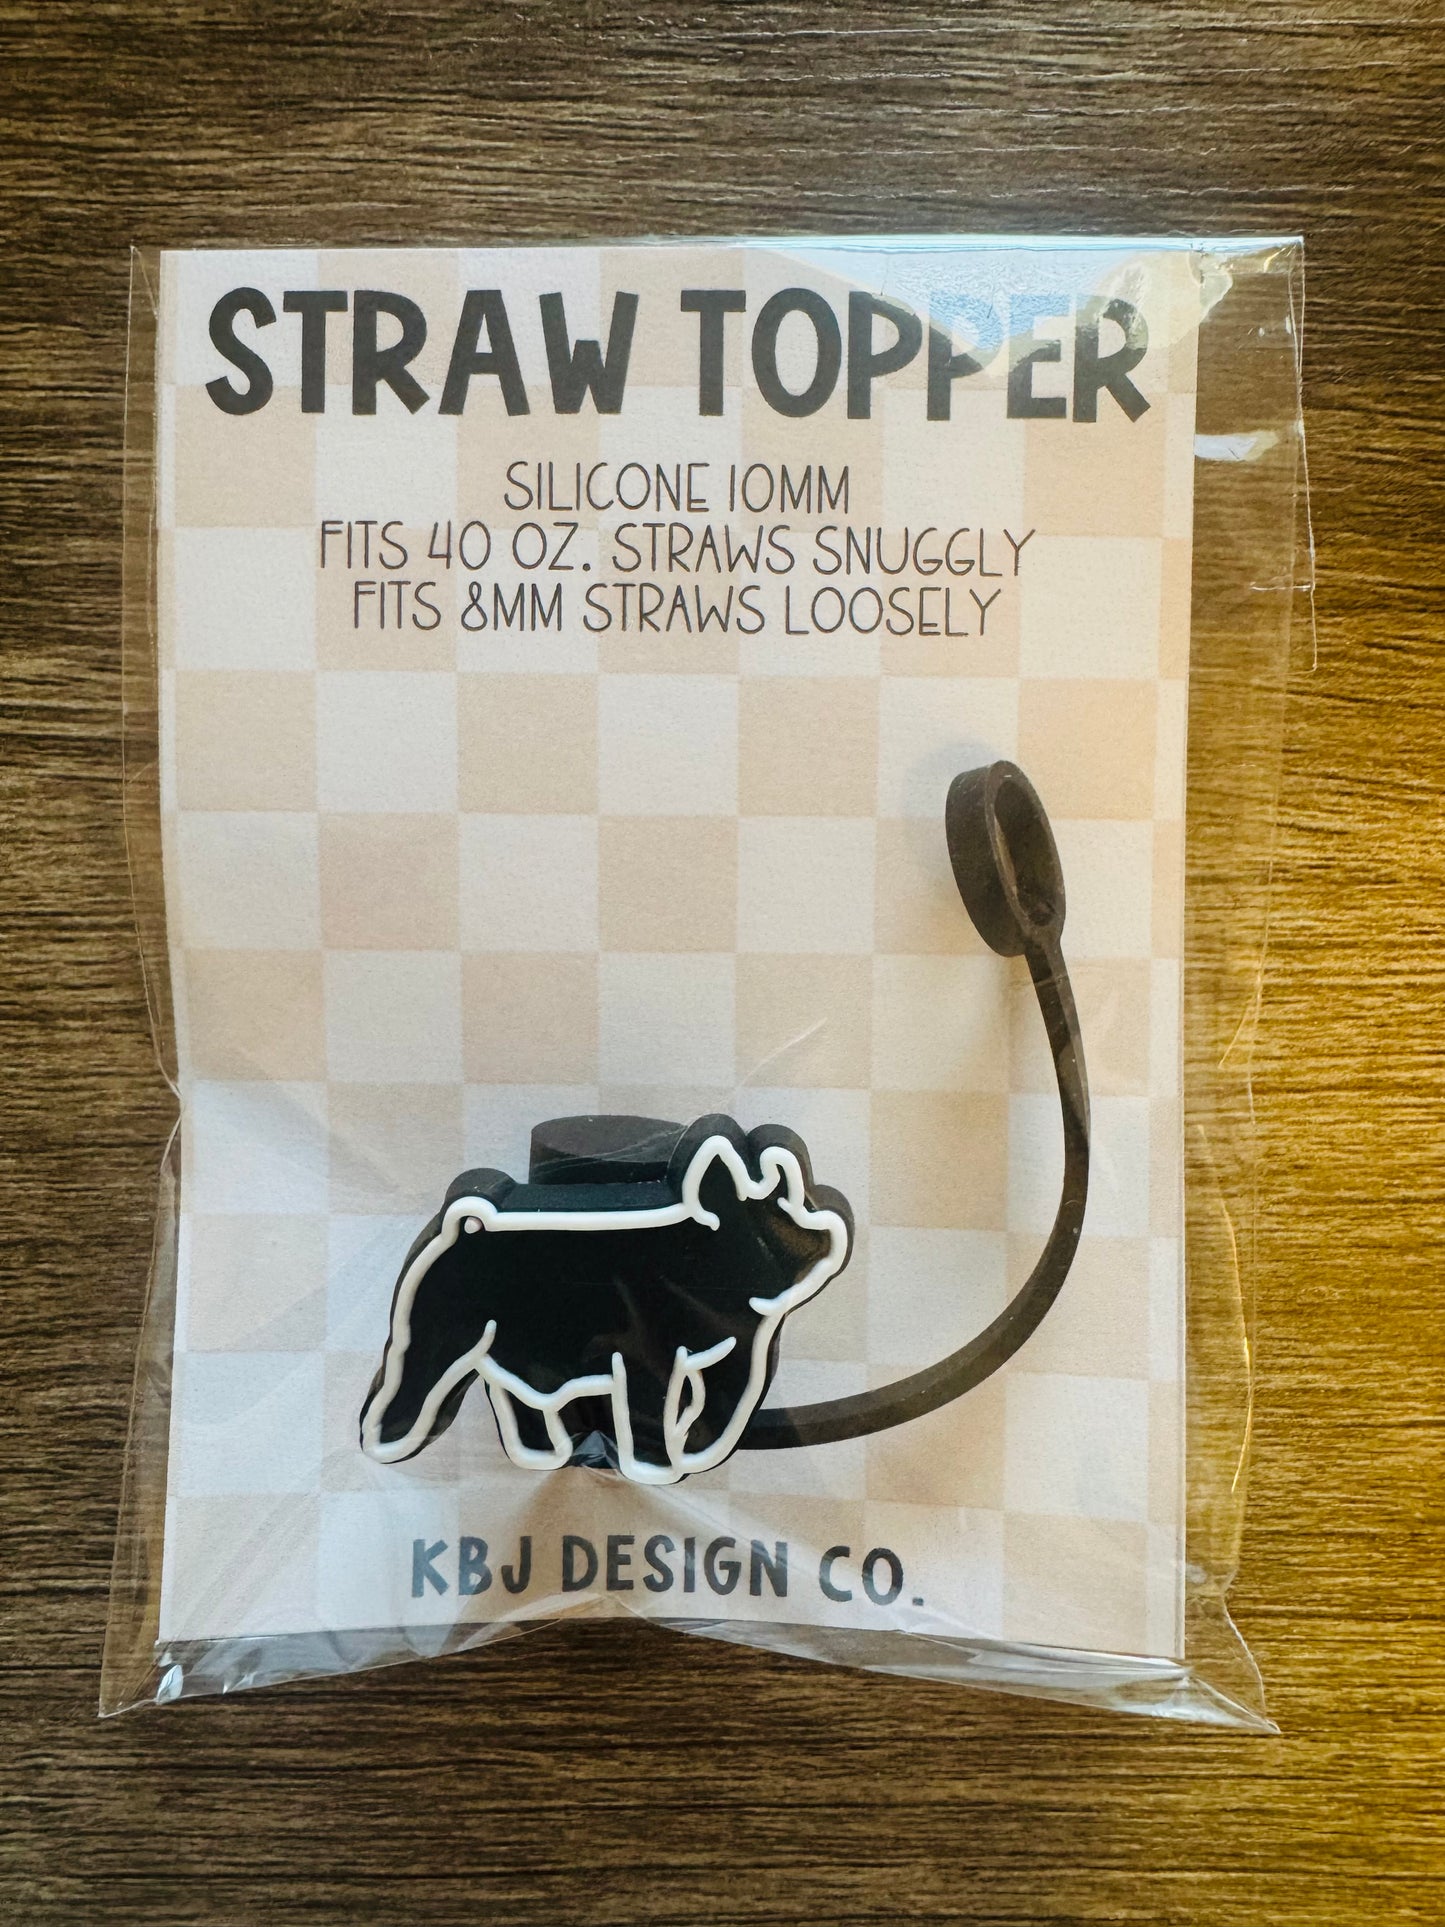 STRAW TOPPER
SILICONE 10MM
FITS 40 OZ. STRAWS SNUGGLY
FITS 8MM STRAWS LOOSELY
KBJ DESIGN CO.